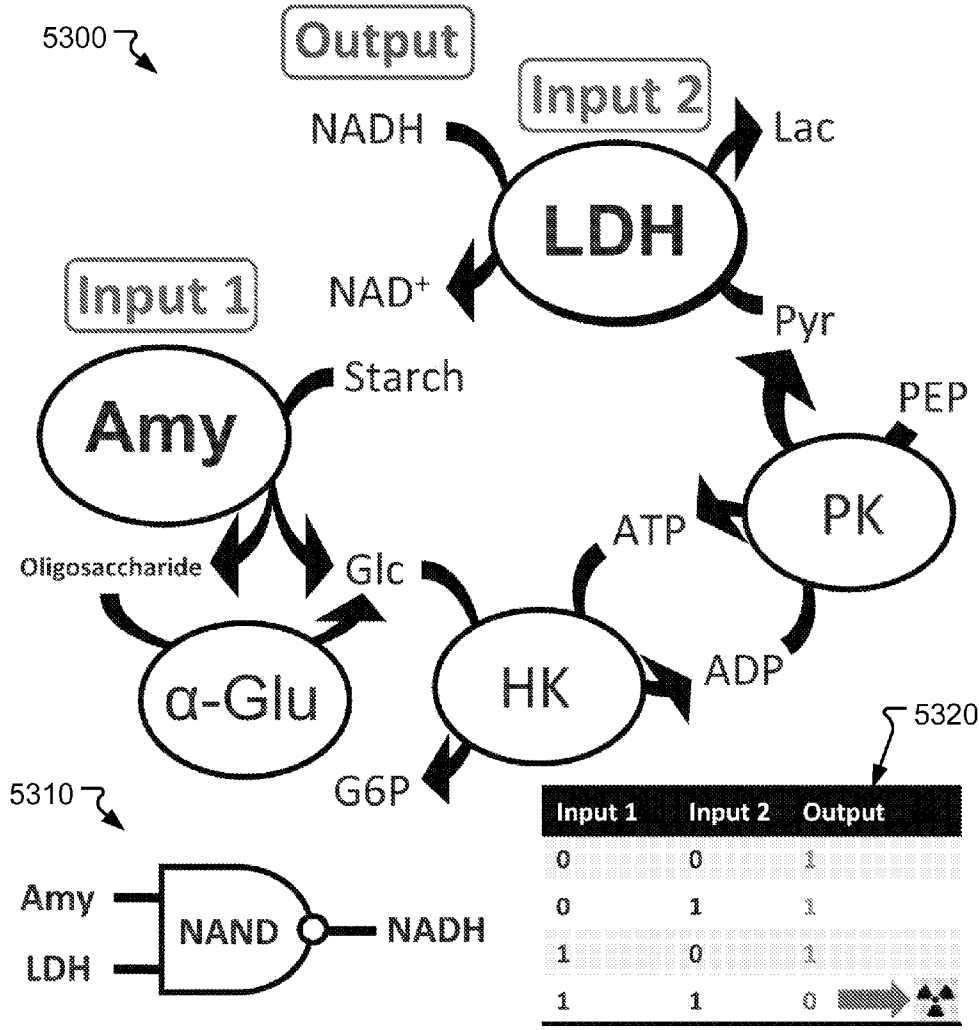 5300
Output
NADH
Input 2
Lac
LDH
NAD⁺
Pyr
Input 1
Starch
Amy
PEP
PK
ATP
Oligosaccharide
Glc
α-Glu
HK
ADP
G6P
5310
Amy
LDH
NAND
NADH
5320
Input 1 Input 2 Output
0 0 1
0 1 1
1 0 1
1 1 0